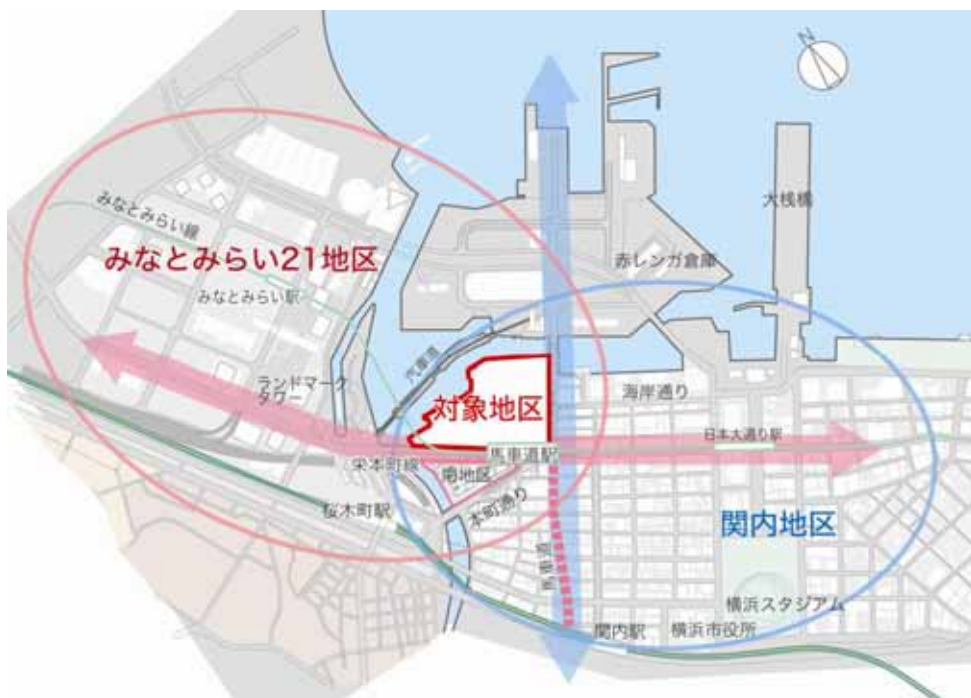 N
大桟橋
みなとみらい線
赤レンガ倉庫
みなとみらい21地区
みなとみらい駅
汽車道
ランドマーク
タワー
対象地区
海岸通り
日本大通り駅
馬車道駅
栄本町線
南地区
本町通り
桜木町駅
関内地区
馬車道
横浜スタジアム
関内駅
横浜市役所